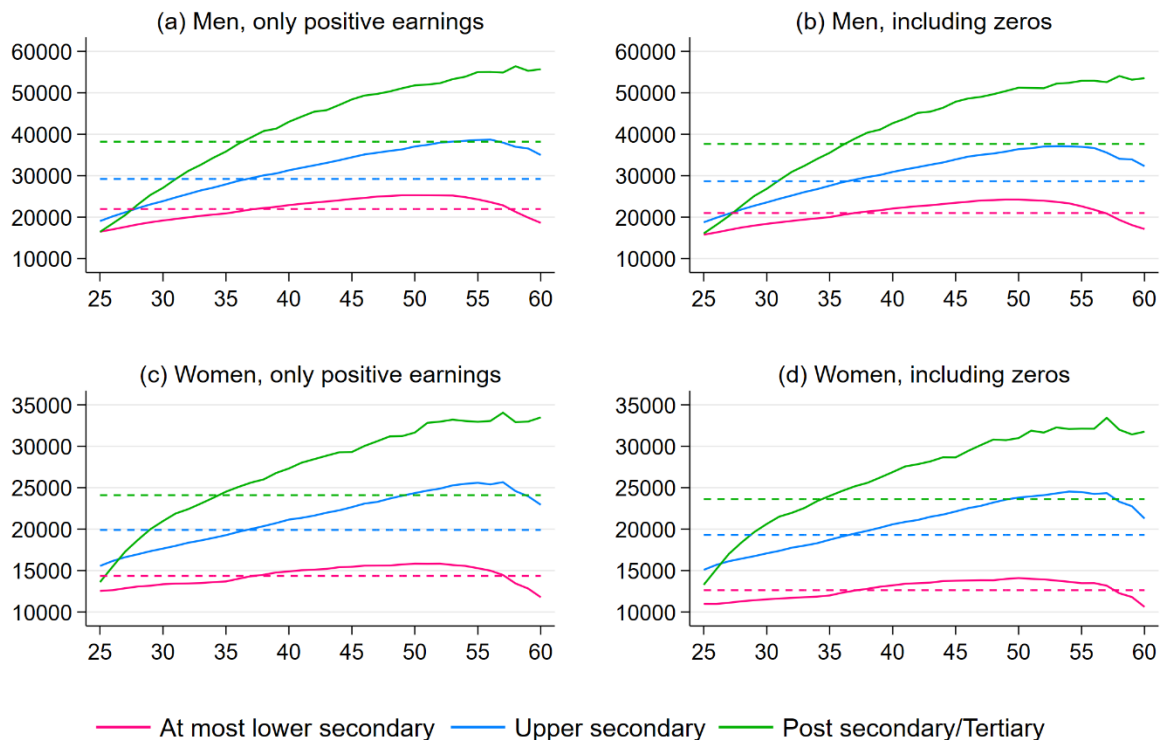 (a) Men, only positive earnings
60000
50000
40000
30000
20000
10000
25 30 35 40 45 50 55 60
(b) Men, including zeros
60000
50000
40000
30000
20000
10000
25 30 35 40 45 50 55 60
(c) Women, only positive earnings
35000
30000
25000
20000
15000
10000
25 30 35 40 45 50 55 60
(d) Women, including zeros
35000
30000
25000
20000
15000
10000
25 30 35 40 45 50 55 60
At most lower secondary Upper secondary Post secondary/Tertiary